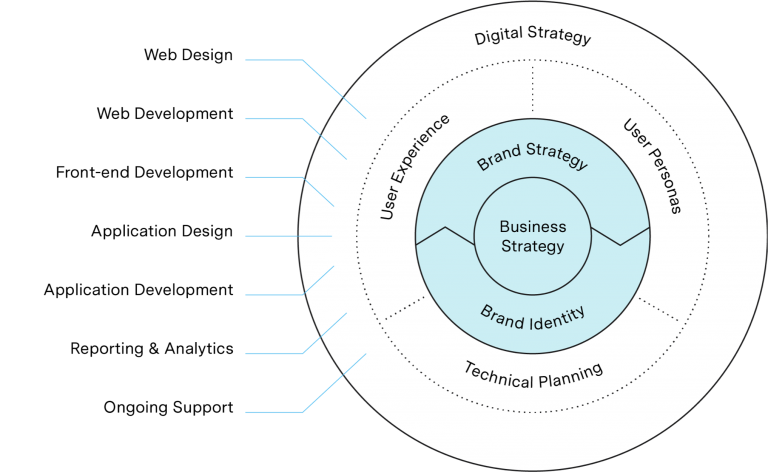 Web Design
Web Development
Front-end Development
Application Design
Application Development
Reporting & Analytics
Ongoing Support
Digital Strategy
User Experience
User Personas
Brand Strategy
Business
Strategy
Brand Identity
Technical Planning